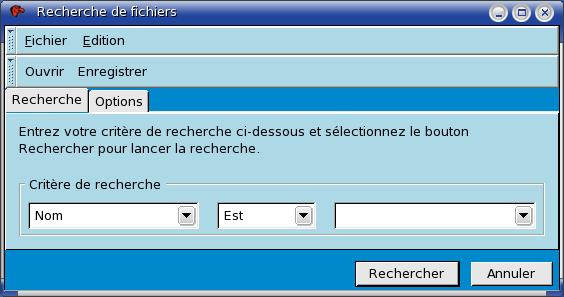 Recherche de fichiers
Fichier Edition
Ouvrir Enregistrer
Recherche Options
Entrez votre critère de recherche ci-dessous et sélectionnez le bouton
Rechercher pour lancer la recherche.
Critère de recherche
Nom Est
Rechercher Annuler